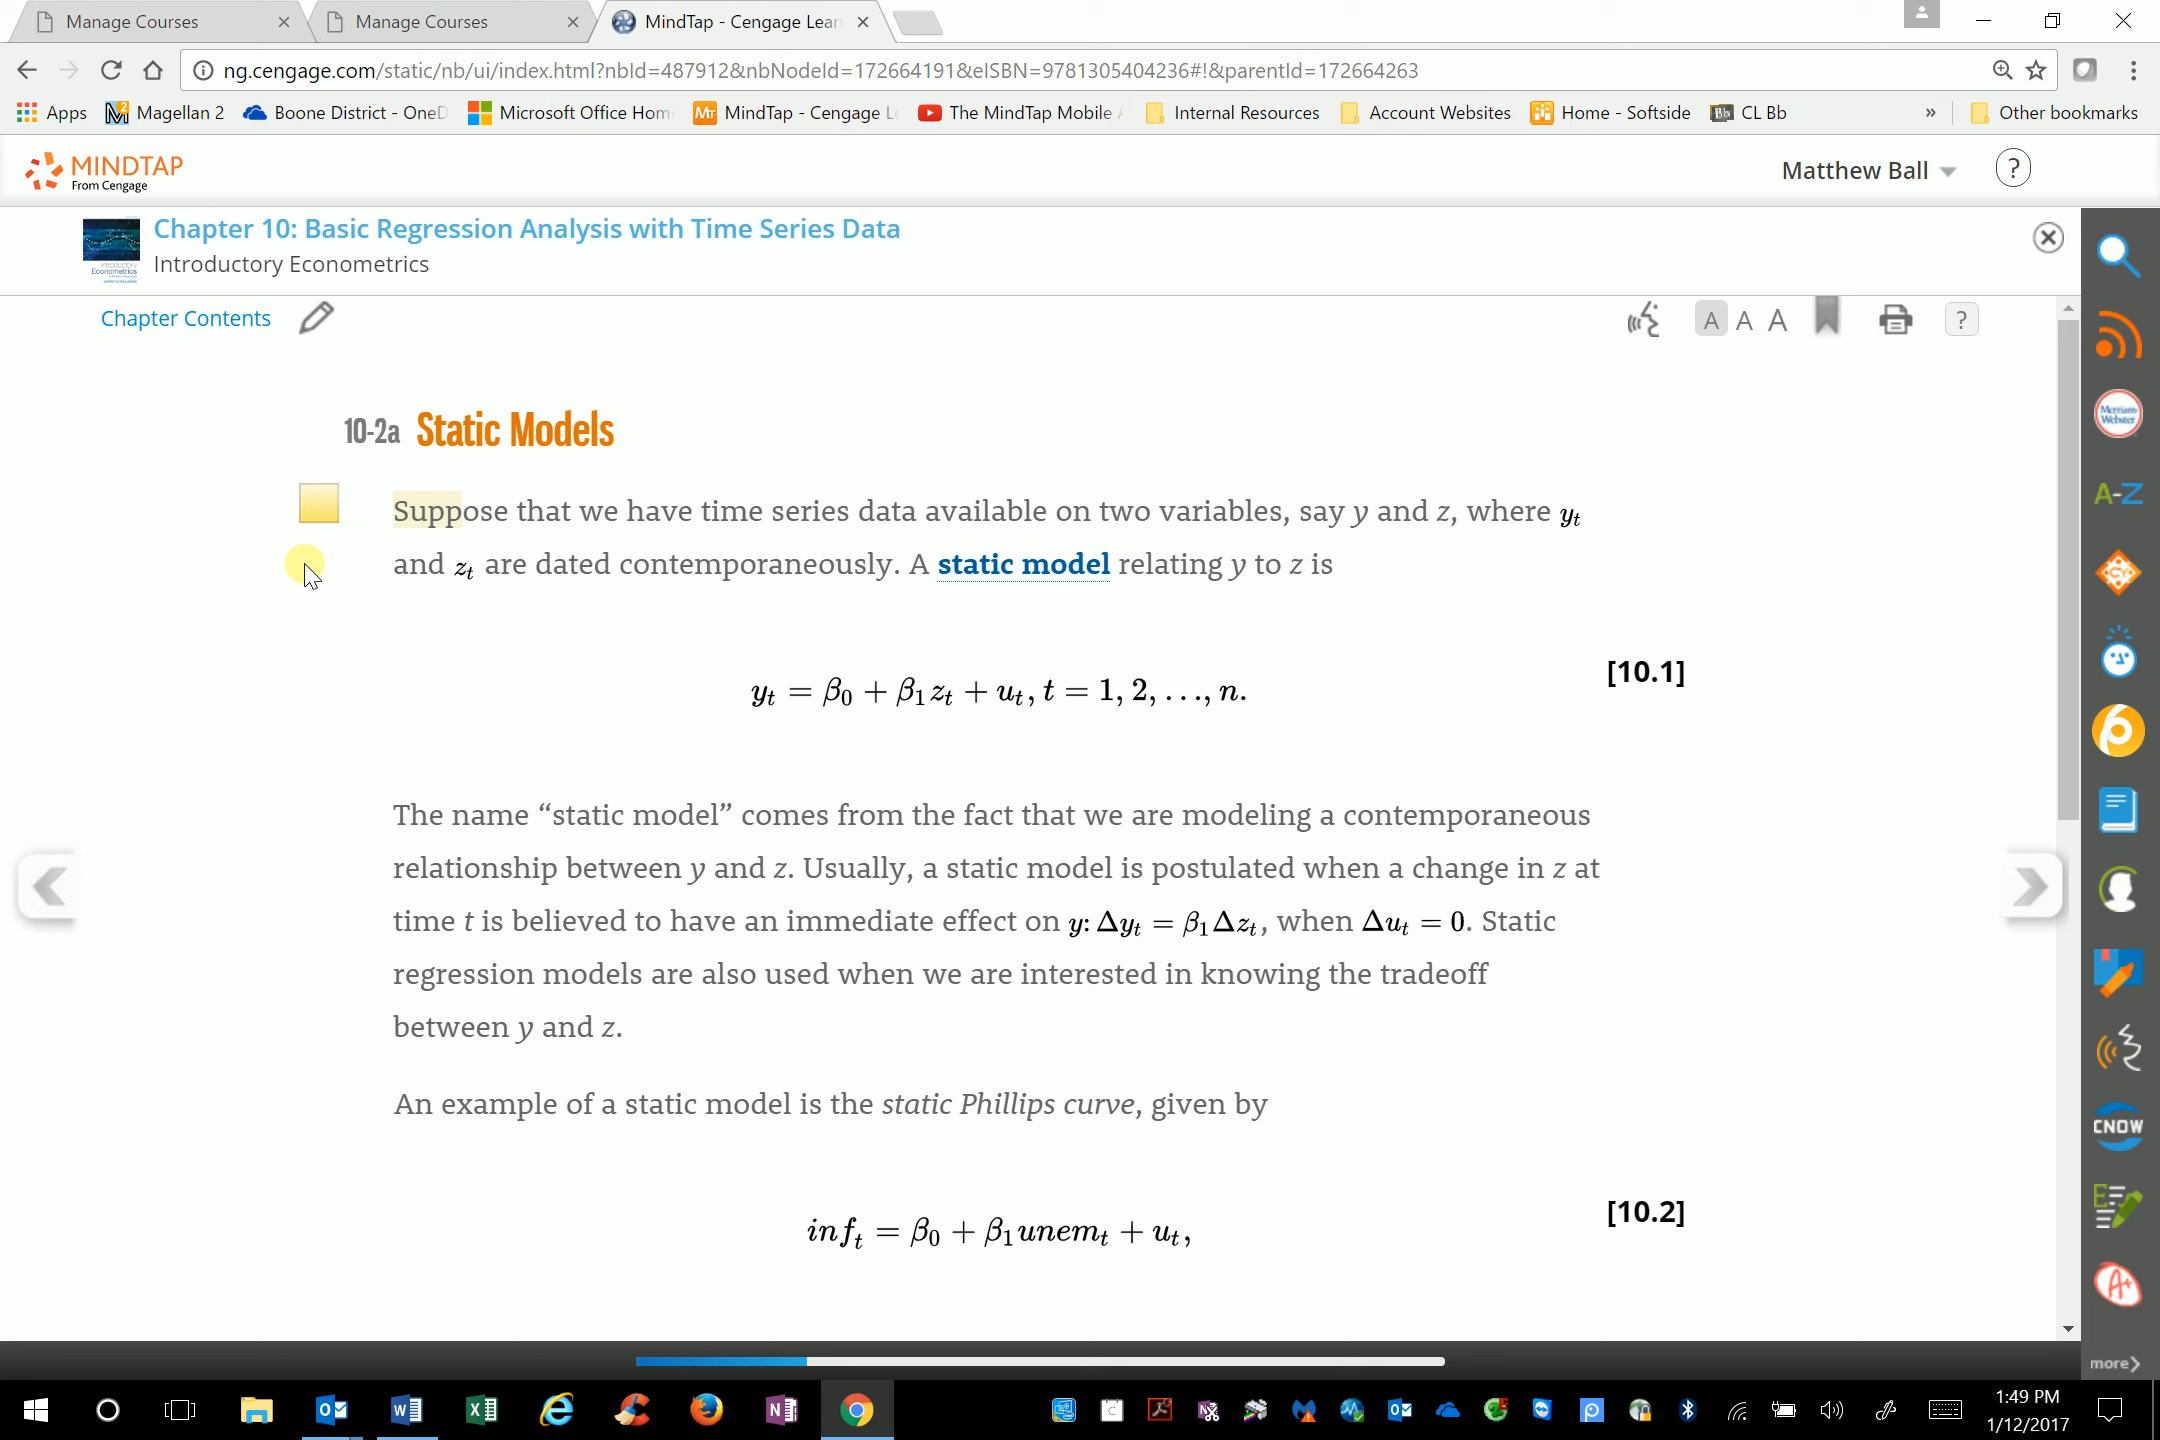 Manage Courses
Manage Courses
MindTap - Cengage Lear
ng.cengage.com/static/nb/ui/index.html?nbId=487912&nbNodeId=172664191&eISBN=9781305404236#!&parentId=172664263
Apps
Magellan 2
Boone District - OneD
Microsoft Office Hom
MindTap - Cengage Le
The MindTap Mobile A
Internal Resources
Account Websites
Home - Softside
CL Bb
»
Other bookmarks
MINDTAP
From Cengage
Matthew Ball
?
Chapter 10: Basic Regression Analysis with Time Series Data
Introductory Econometrics
Chapter Contents
A A A
?
Merriam-Webster
A-Z
10-2a Static Models
Suppose that we have time series data available on two variables, say y and z, where yₜ
and zₜ are dated contemporaneously. A static model relating y to z is
yₜ = β₀ + β₁zₜ + uₜ, t = 1, 2, …, n.
[10.1]
The name “static model” comes from the fact that we are modeling a contemporaneous
relationship between y and z. Usually, a static model is postulated when a change in z at
time t is believed to have an immediate effect on y: Δyₜ = β₁Δzₜ, when Δuₜ = 0. Static
regression models are also used when we are interested in knowing the tradeoff
between y and z.
An example of a static model is the static Phillips curve, given by
infₜ = β₀ + β₁unemₜ + uₜ,
[10.2]
CNOW
A+
more
1:49 PM
1/12/2017